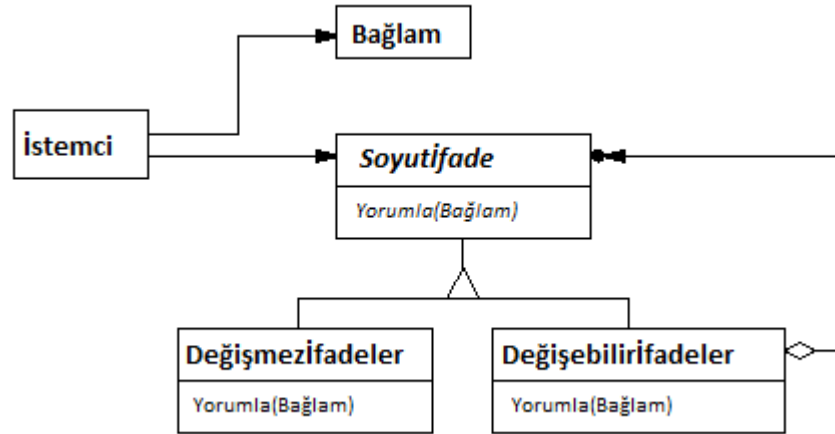 Bağlam
İstemci
Soyutİfade
Yorumla(Bağlam)
Değişmezİfadeler
Yorumla(Bağlam)
Değişebilirİfadeler
Yorumla(Bağlam)